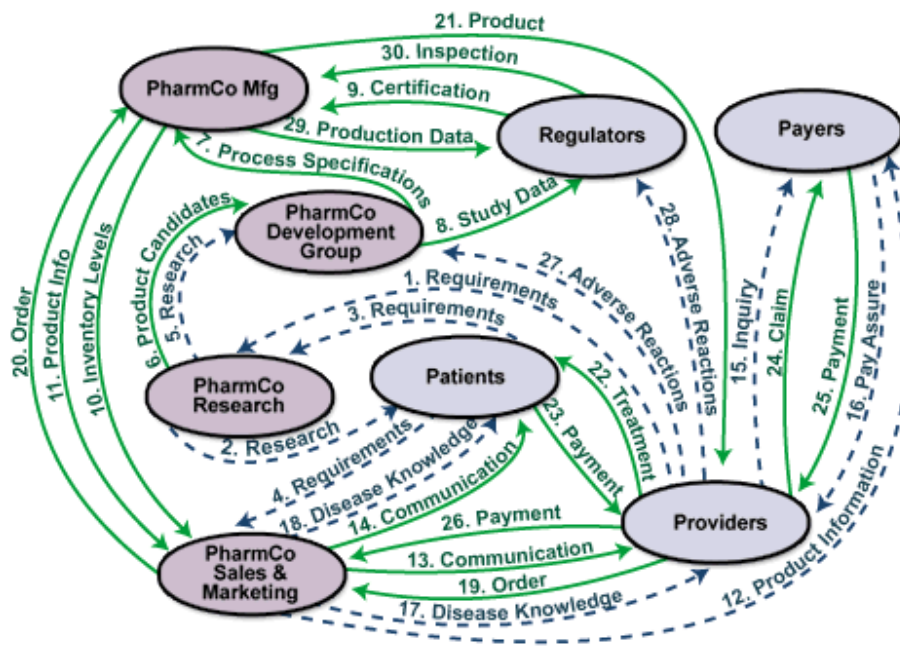 21. Product
30. Inspection
9. Certification
PharmCo Mfg
Regulators
Payers
29. Production Data
7. Process Specifications
PharmCo
Development
Group
8. Study Data
6. Product Candidates
5. Research
1. Requirements
3. Requirements
27. Adverse Reactions
28. Adverse Reactions
15. Inquiry
24. Claim
25. Payment
16. Pay Assure
20. Order
11. Product Info
10. Inventory Levels
PharmCo
Research
Patients
2. Research
22. Treatment
23. Payment
4. Requirements
18. Disease Knowledge
14. Communication
26. Payment
Providers
13. Communication
PharmCo
Sales &
Marketing
19. Order
17. Disease Knowledge
12. Product Information